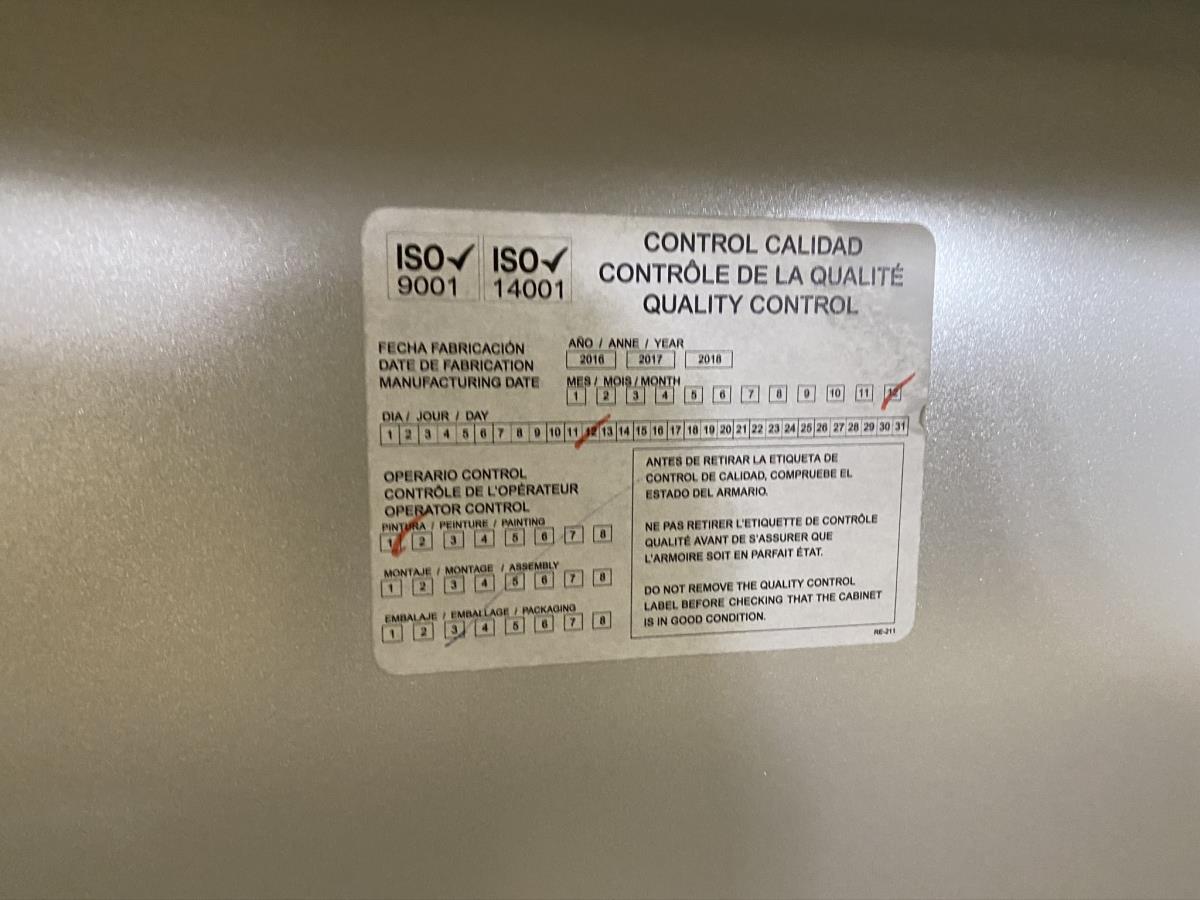 ISO✓ ISO✓
9001 14001
CONTROL CALIDAD
CONTRÔLE DE LA QUALITÉ
QUALITY CONTROL
FECHA FABRICACIÓN
DATE DE FABRICATION
MANUFACTURING DATE
AÑO / ANNE / YEAR
2016 2017 2018
MES / MOIS / MONTH
1 2 3 4 5 6 7 8 9 10 11 12
DIA / JOUR / DAY
1 2 3 4 5 6 7 8 9 10 11 12 13 14 15 16 17 18 19 20 21 22 23 24 25 26 27 28 29 30 31
OPERARIO CONTROL
CONTRÔLE DE L'OPÉRATEUR
OPERATOR CONTROL
PINTURA / PEINTURE / PAINTING
1 2 3 4 5 6 7 8
MONTAJE / MONTAGE / ASSEMBLY
1 2 3 4 5 6 7 8
EMBALAJE / EMBALLAGE / PACKAGING
1 2 3 4 5 6 7 8
ANTES DE RETIRAR LA ETIQUETA DE
CONTROL DE CALIDAD, COMPRUEBE EL
ESTADO DEL ARMARIO.
NE PAS RETIRER L'ETIQUETTE DE CONTRÔLE
QUALITÉ AVANT DE S'ASSURER QUE
L'ARMOIRE SOIT EN PARFAIT ÉTAT.
DO NOT REMOVE THE QUALITY CONTROL
LABEL BEFORE CHECKING THAT THE CABINET
IS IN GOOD CONDITION.
RE-211